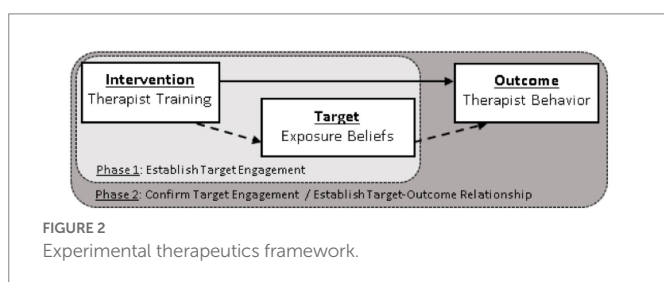 Intervention
Therapist Training
Outcome
Therapist Behavior
Target
Exposure Beliefs
Phase 1: Establish Target Engagement
Phase 2: Confirm Target Engagement / Establish Target-Outcome Relationship
FIGURE 2
Experimental therapeutics framework.